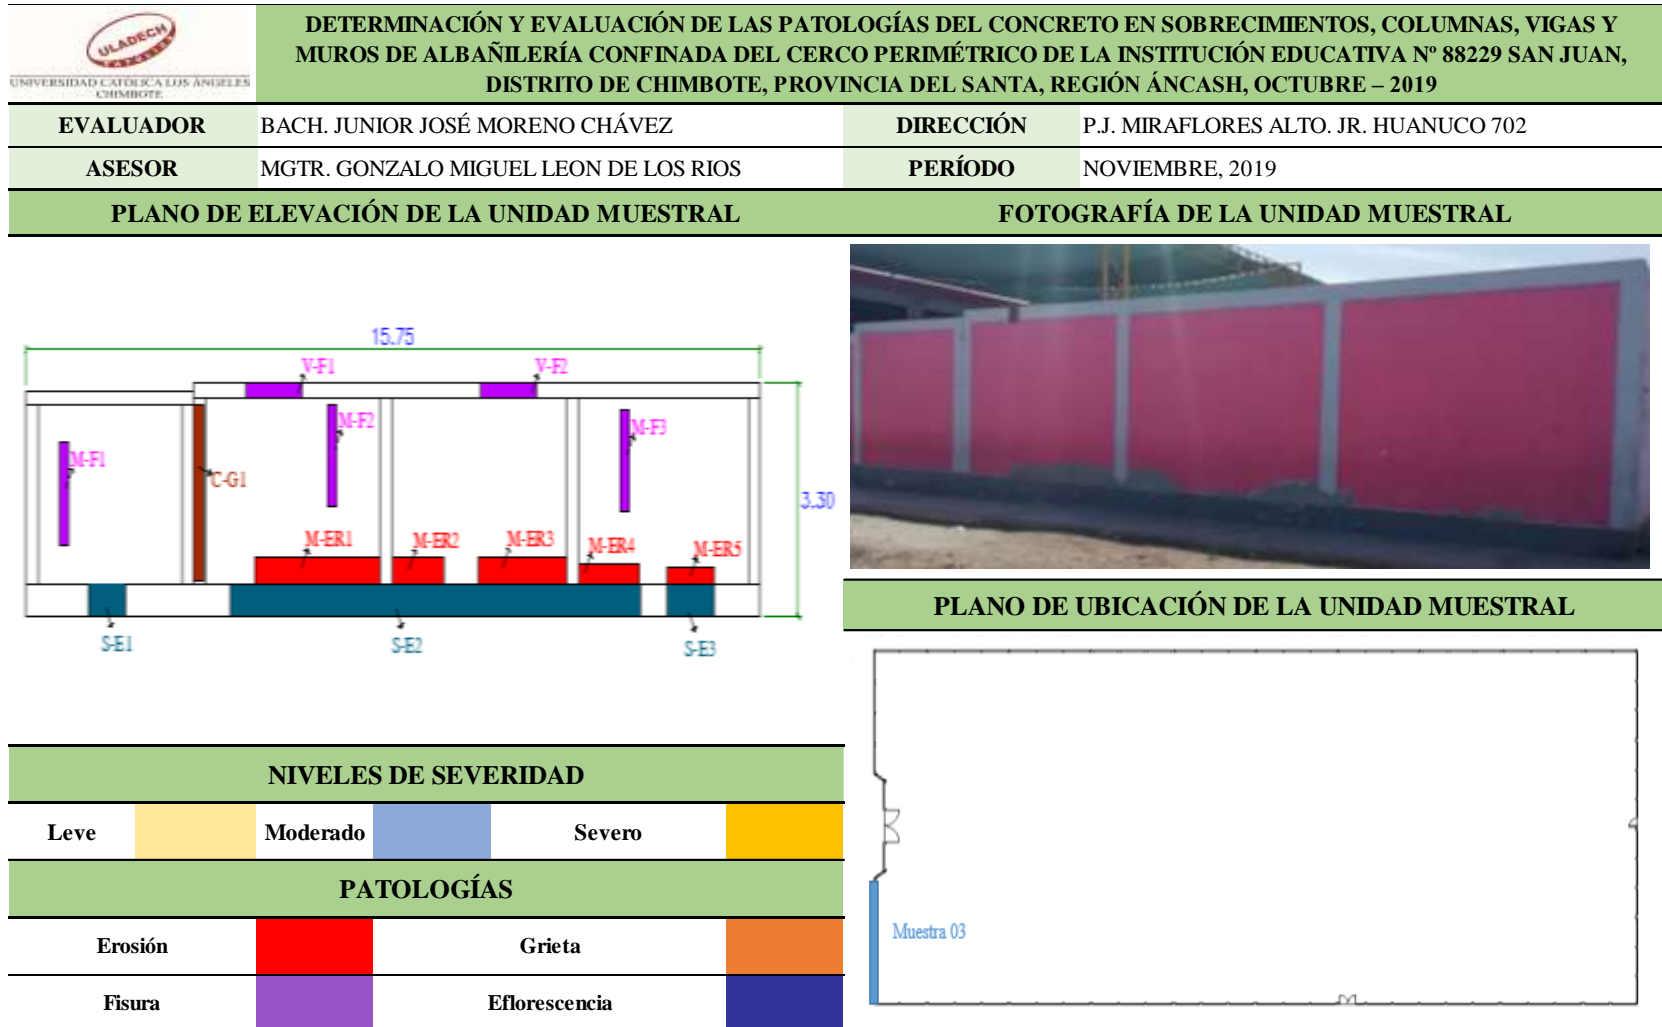 ULADECH
UNIVERSIDAD CATÓLICA LOS ÁNGELES
CHIMBOTE
DETERMINACIÓN Y EVALUACIÓN DE LAS PATOLOGÍAS DEL CONCRETO EN SOBRECIMIENTOS, COLUMNAS, VIGAS Y
MUROS DE ALBAÑILERÍA CONFINADA DEL CERCO PERIMÉTRICO DE LA INSTITUCIÓN EDUCATIVA Nº 88229 SAN JUAN,
DISTRITO DE CHIMBOTE, PROVINCIA DEL SANTA, REGIÓN ÁNCASH, OCTUBRE – 2019
EVALUADOR BACH. JUNIOR JOSÉ MORENO CHÁVEZ DIRECCIÓN P.J. MIRAFLORES ALTO. JR. HUANUCO 702
ASESOR MGTR. GONZALO MIGUEL LEON DE LOS RIOS PERÍODO NOVIEMBRE, 2019
PLANO DE ELEVACIÓN DE LA UNIDAD MUESTRAL FOTOGRAFÍA DE LA UNIDAD MUESTRAL
15.75
V-F1 V-F2
M-F2 M-F3
M-F1
C-G1
3.30
M-ER1 M-ER2 M-ER3 M-ER4 M-ER5
S-E1 S-E2 S-E3
PLANO DE UBICACIÓN DE LA UNIDAD MUESTRAL
Muestra 03
NIVELES DE SEVERIDAD
Leve Moderado Severo
PATOLOGÍAS
Erosión Grieta
Fisura Eflorescencia